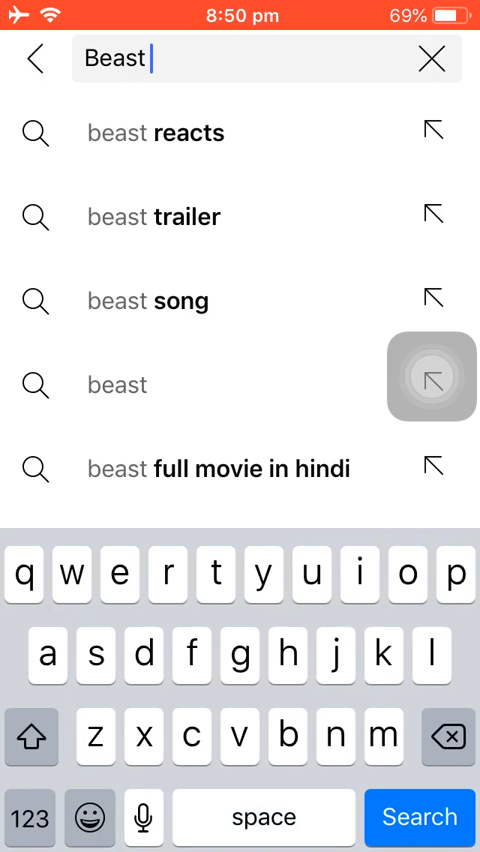 8:50 pm 69%
Beast
beast reacts
beast trailer
beast song
beast
beast full movie in hindi
q w e r t y u i o p
a s d f g h j k l
z x c v b n m
123 space Search